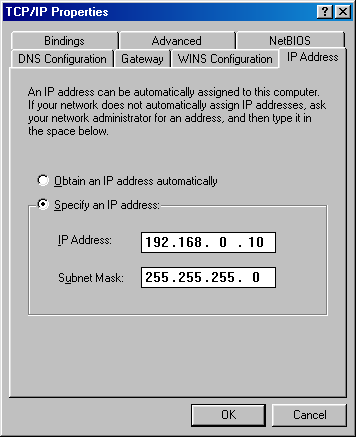 TCP/IP Properties
Bindings Advanced NetBIOS
DNS Configuration Gateway WINS Configuration IP Address
An IP address can be automatically assigned to this computer.
If your network does not automatically assign IP addresses, ask
your network administrator for an address, and then type it in
the space below.
Obtain an IP address automatically
Specify an IP address:
IP Address: 192.168. 0 .10
Subnet Mask: 255.255.255. 0
OK Cancel